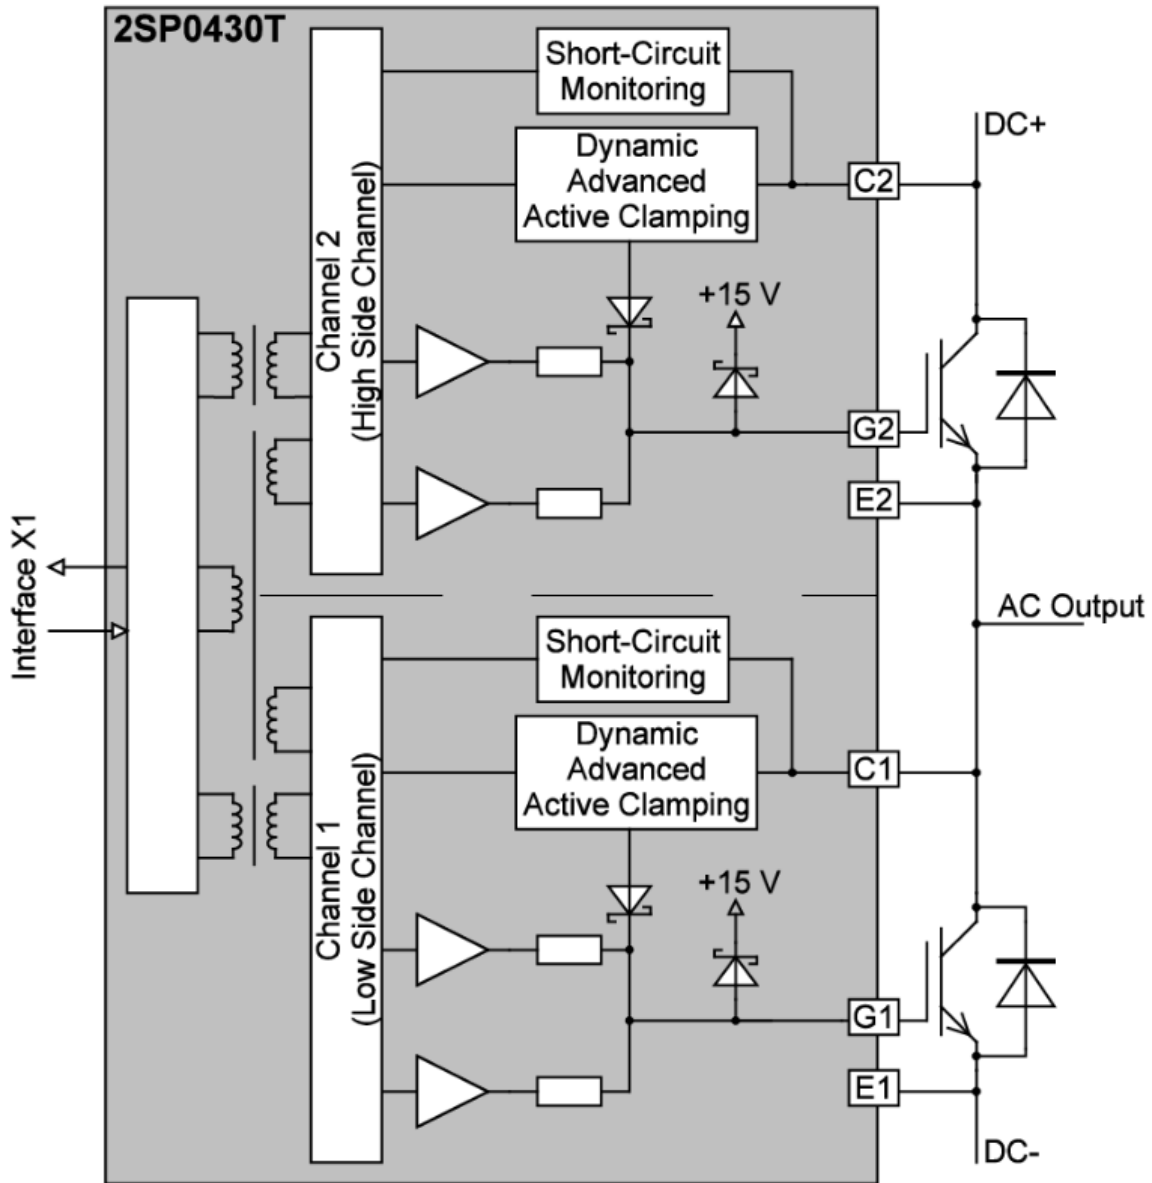 2SP0430T
Short-Circuit
Monitoring
DC+
Dynamic
Advanced
Active Clamping
C2
Channel 2
(High Side Channel)
+15 V
G2
E2
Interface X1
AC Output
Short-Circuit
Monitoring
Dynamic
Advanced
Active Clamping
C1
Channel 1
(Low Side Channel)
+15 V
G1
E1
DC-